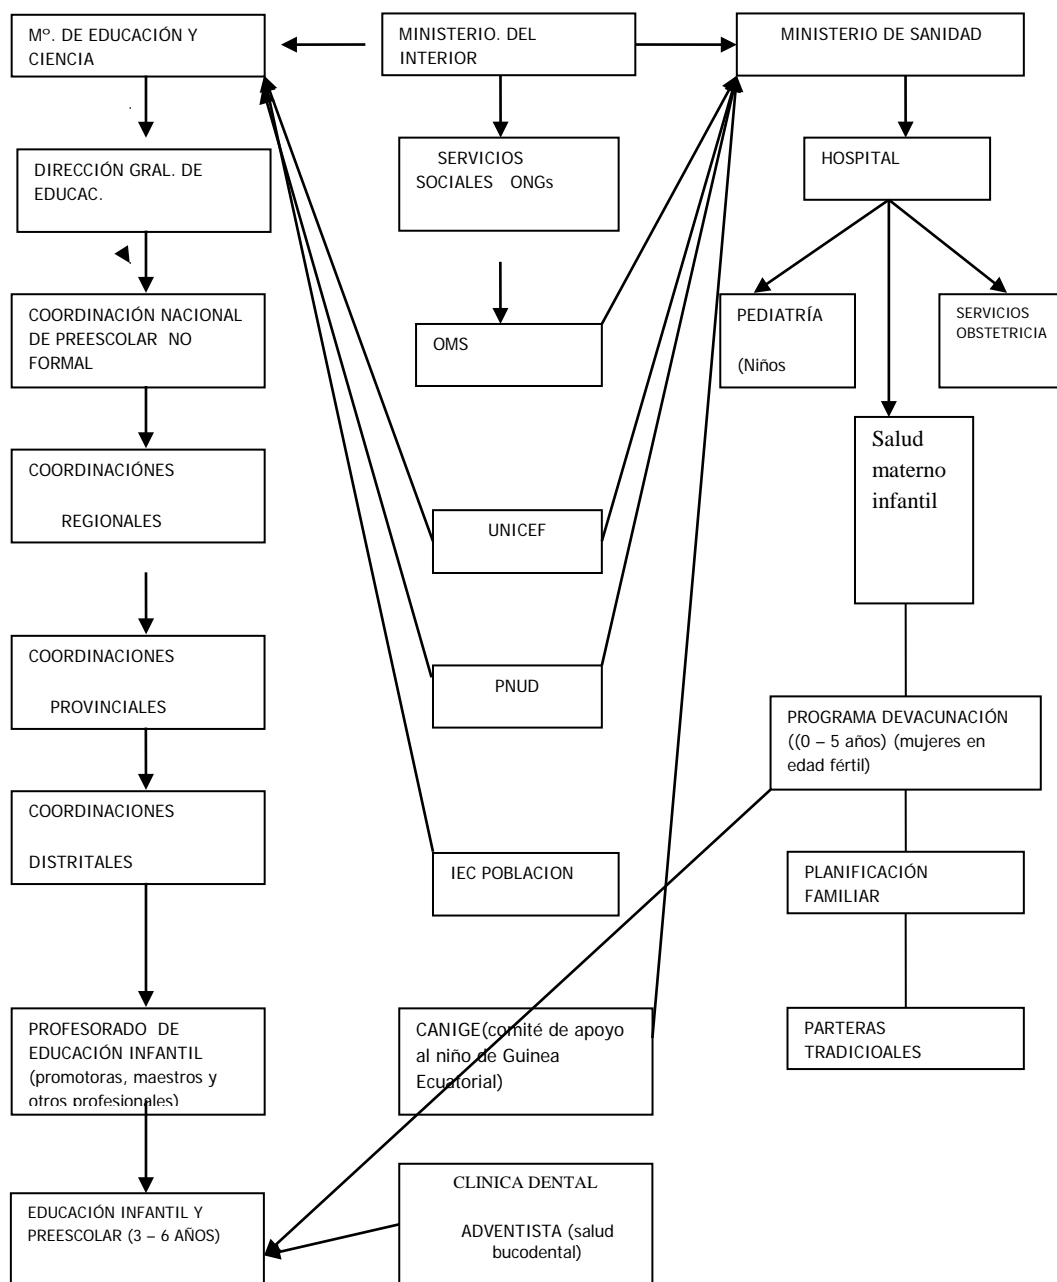 Mº. DE EDUCACIÓN Y
CIENCIA
MINISTERIO. DEL
INTERIOR
MINISTERIO DE SANIDAD
DIRECCIÓN GRAL. DE
EDUCAC.
SERVICIOS
SOCIALES ONGs
HOSPITAL
COORDINACIÓN NACIONAL
DE PREESCOLAR NO
FORMAL
OMS
PEDIATRÍA
(Niños
SERVICIOS
OBSTETRICIA
Salud
materno
infantil
COORDINACIÓNES
REGIONALES
UNICEF
COORDINACIONES
PROVINCIALES
PNUD
PROGRAMA DEVACUNACIÓN
((0 – 5 años) (mujeres en
edad fértil)
COORDINACIONES
DISTRITALES
IEC POBLACION
PLANIFICACIÓN
FAMILIAR
PROFESORADO DE
EDUCACIÓN INFANTIL
(promotoras, maestros y
otros profesionales)
CANIGE(comité de apoyo
al niño de Guinea
Ecuatorial)
PARTERAS
TRADICIOALES
EDUCACIÓN INFANTIL Y
PREESCOLAR (3 – 6 AÑOS)
CLINICA DENTAL
ADVENTISTA (salud
bucodental)